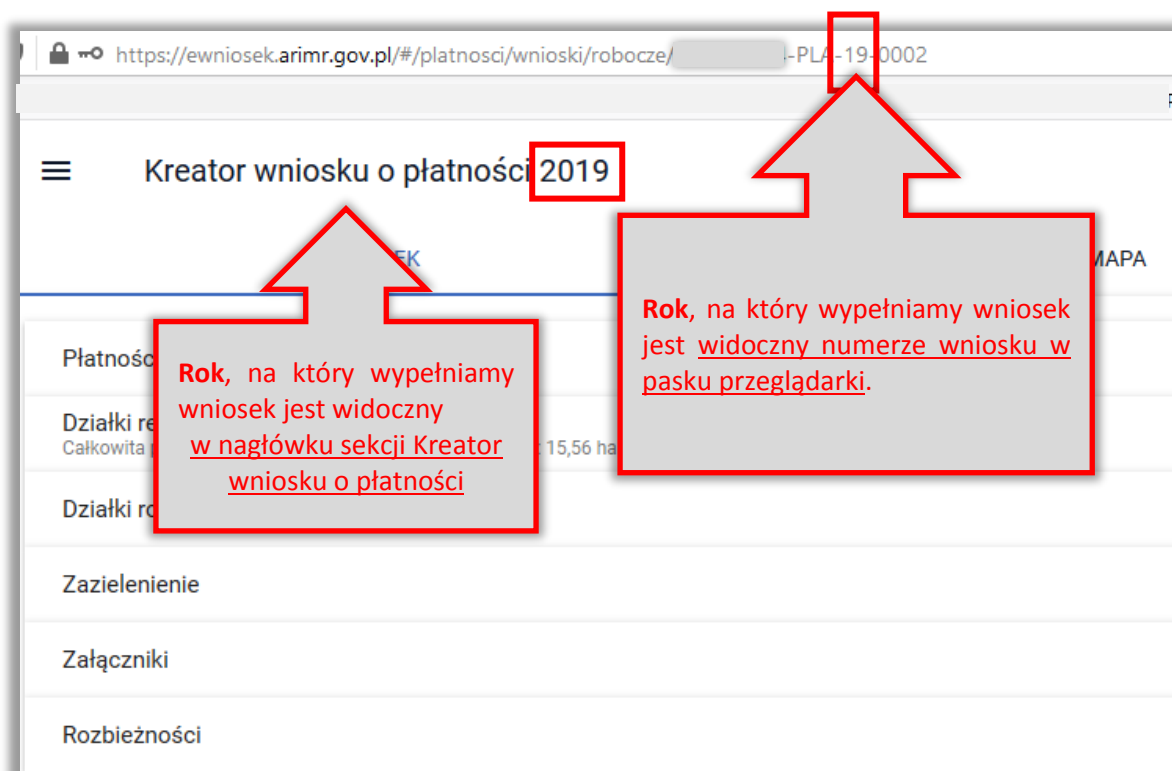 https://ewniosek.arimr.gov.pl/#/platnosci/wnioski/robocze/ -PLA-19-0002
Kreator wniosku o płatności 2019
MAPA
Rok, na który wypełniamy wniosek
jest widoczny numerze wniosku w
pasku przeglądarki.
Rok, na który wypełniamy
wniosek jest widoczny
w nagłówku sekcji Kreator
wniosku o płatności
Płatnośc
Działki re
Całkowita 15,56 ha
Działki ro
Zazielenienie
Załączniki
Rozbieżności